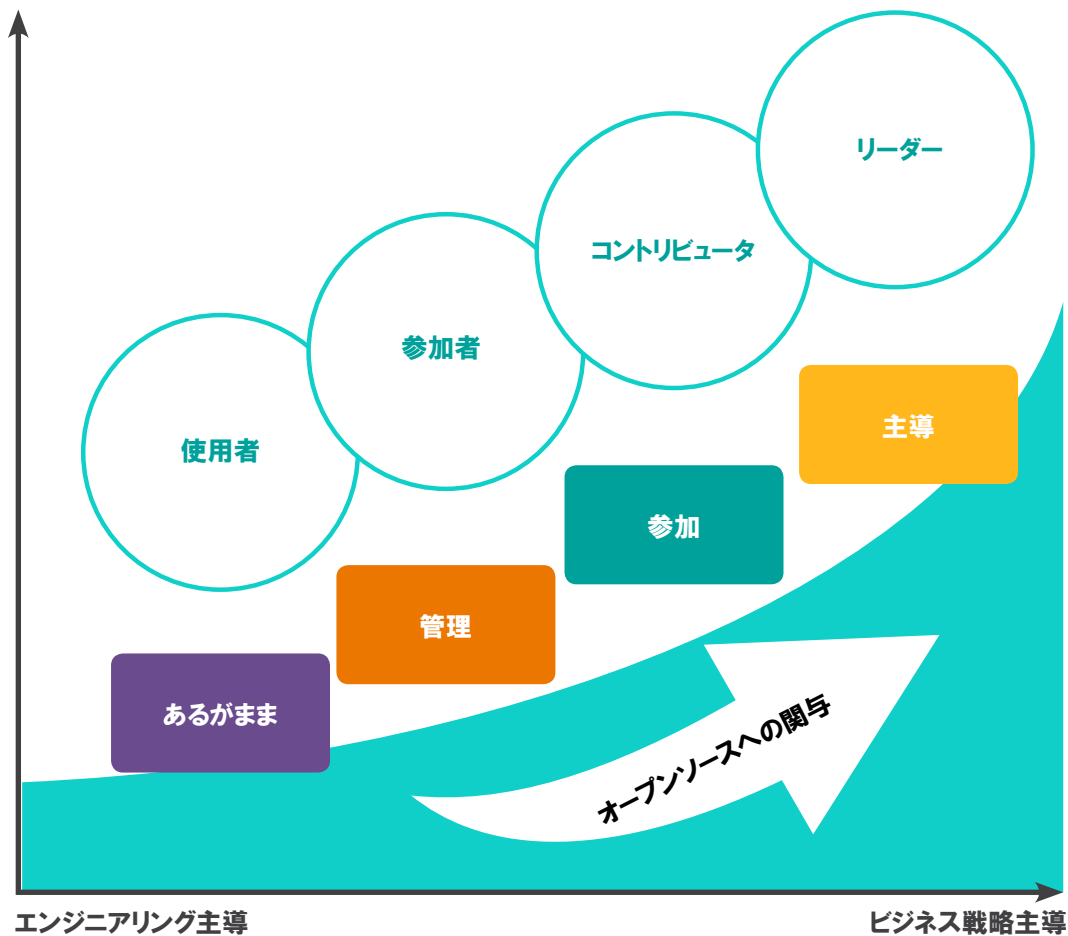 リーダー
コントリビュータ
参加者
使用者
主導
参加
管理
あるがまま
オープンソースへの関与
エンジニアリング主導
ビジネス戦略主導